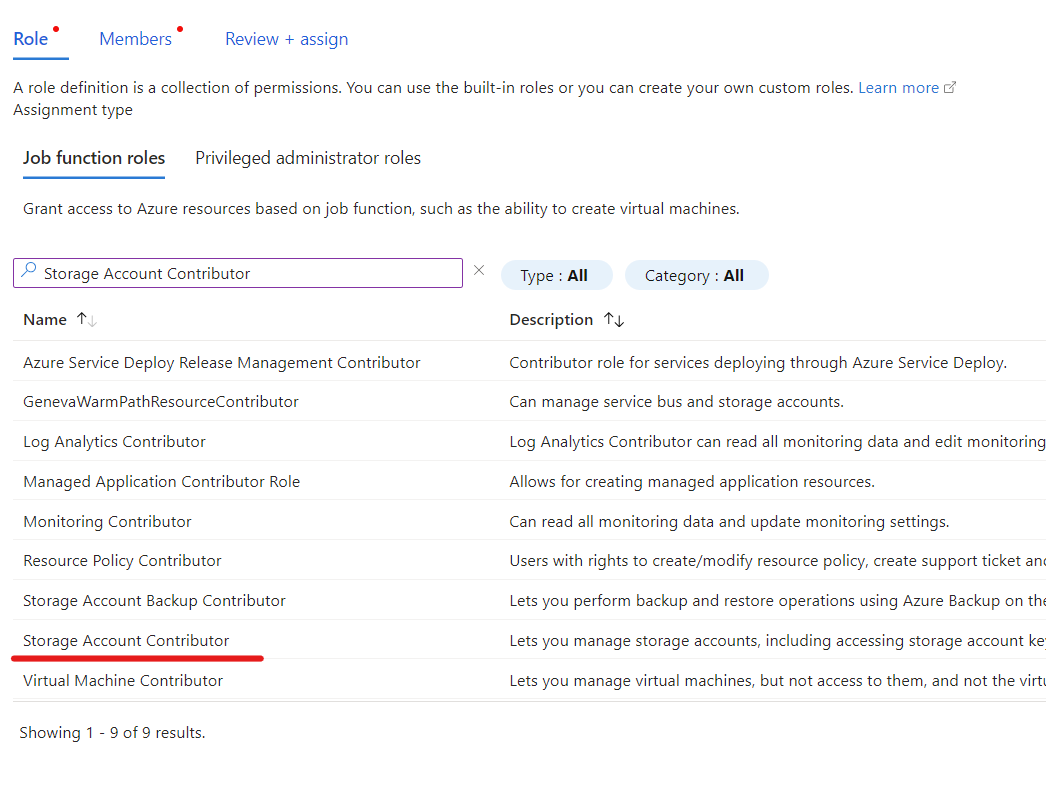 Role Members Review + assign
A role definition is a collection of permissions. You can use the built-in roles or you can create your own custom roles. Learn more
Assignment type
Job function roles Privileged administrator roles
Grant access to Azure resources based on job function, such as the ability to create virtual machines.
Storage Account Contributor Type : All Category : All
Name Description
Azure Service Deploy Release Management Contributor Contributor role for services deploying through Azure Service Deploy.
GenevaWarmPathResourceContributor Can manage service bus and storage accounts.
Log Analytics Contributor Log Analytics Contributor can read all monitoring data and edit monitoring
Managed Application Contributor Role Allows for creating managed application resources.
Monitoring Contributor Can read all monitoring data and update monitoring settings.
Resource Policy Contributor Users with rights to create/modify resource policy, create support ticket and
Storage Account Backup Contributor Lets you perform backup and restore operations using Azure Backup on the
Storage Account Contributor Lets you manage storage accounts, including accessing storage account
Virtual Machine Contributor Lets you manage virtual machines, but not access to them, and not the
Showing 1 - 9 of 9 results.